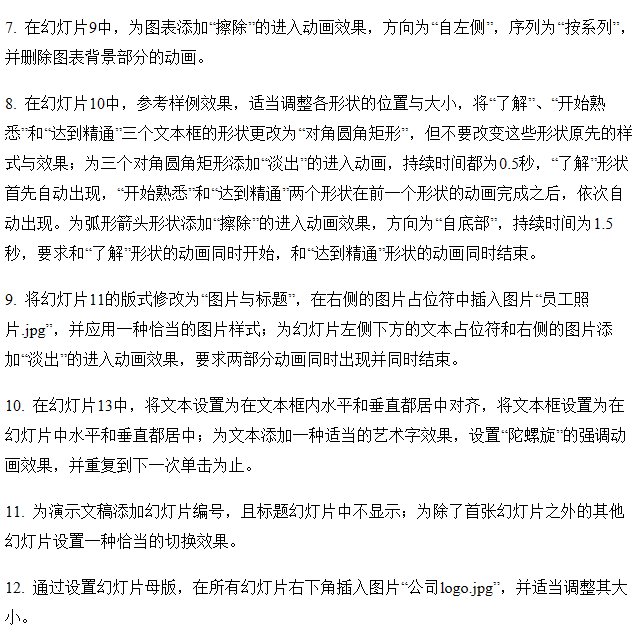 7. 在幻灯片9中，为图表添加“擦除”的进入动画效果，方向为“自左侧”，序列为“按系列”，
并删除图表背景部分的动画。
8. 在幻灯片10中，参考样例效果，适当调整各形状的位置与大小，将“了解”、“开始熟
悉”和“达到精通”三个文本框的形状更改为“对角圆角矩形”，但不要改变这些形状原先的样
式与效果；为三个对角圆角矩形添加“淡出”的进入动画，持续时间都为0.5秒，“了解”形状
首先自动出现，“开始熟悉”和“达到精通”两个形状在前一个形状的动画完成之后，依次自
动出现。为弧形箭头形状添加“擦除”的进入动画效果，方向为“自底部”，持续时间为1.5
秒，要求和“了解”形状的动画同时开始，和“达到精通”形状的动画同时结束。
9. 将幻灯片11的版式修改为“图片与标题”，在右侧的图片占位符中插入图片“员工照
片.jpg”，并应用一种恰当的图片样式；为幻灯片左侧下方的文本占位符和右侧的图片添
加“淡出”的进入动画效果，要求两部分动画同时出现并同时结束。
10. 在幻灯片13中，将文本设置为在文本框内水平和垂直都居中对齐，将文本框设置为在
幻灯片中水平和垂直都居中；为文本添加一种适当的艺术字效果，设置“陀螺旋”的强调动
画效果，并重复到下一次单击为止。
11. 为演示文稿添加幻灯片编号，且标题幻灯片中不显示；为除了首张幻灯片之外的其他
幻灯片设置一种恰当的切换效果。
12. 通过设置幻灯片母版，在所有幻灯片右下角插入图片“公司logo.jpg”，并适当调整其大
小。